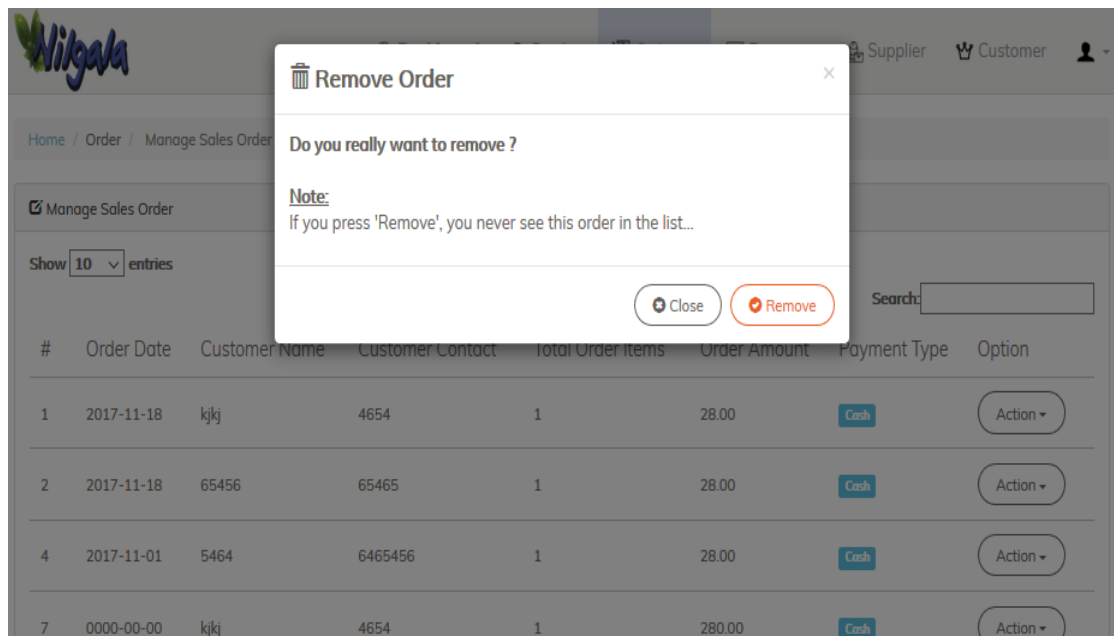 Nilgala
Supplier Customer
Remove Order ×
Home / Order / Manage Sales Order
Do you really want to remove ?
Note:
If you press 'Remove', you never see this order in the list...
Manage Sales Order
Show 10 entries
Close Remove
Search:
# Order Date Customer Name Customer Contact Total Order Items Order Amount Payment Type Option
1 2017-11-18 kjkj 4654 1 28.00 Cash Action
2 2017-11-18 65456 65465 1 28.00 Cash Action
4 2017-11-01 5464 6465456 1 28.00 Cash Action
7 0000-00-00 kjkj 4654 1 280.00 Cash Action